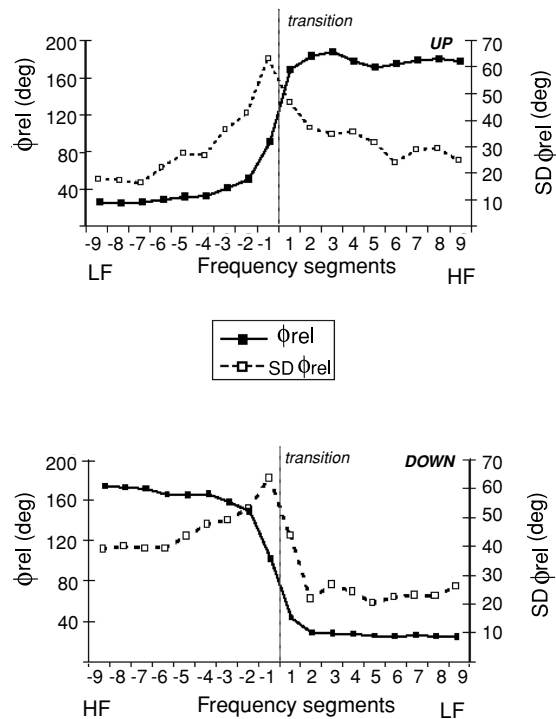 transition
UP
200
160
120
80
40
ϕrel (deg)
70
60
50
40
30
20
10
SD ϕrel (deg)
-9 -8 -7 -6 -5 -4 -3 -2 -1 1 2 3 4 5 6 7 8 9
LF Frequency segments HF
ϕrel
SD ϕrel
transition
DOWN
200
160
120
80
40
ϕrel (deg)
70
60
50
40
30
20
10
SD ϕrel (deg)
-9 -8 -7 -6 -5 -4 -3 -2 -1 1 2 3 4 5 6 7 8 9
HF Frequency segments LF